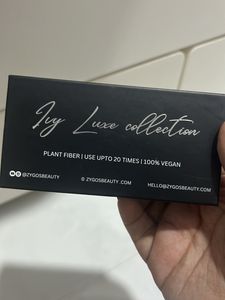 Ivy Luxe collection
PLANT FIBER | USE UPTO 20 TIMES | 100% VEGAN
@ZYGOSBEAUTY ZYGOSBEAUTY .COM HELLO@ZYGOSBEAUTY.COM